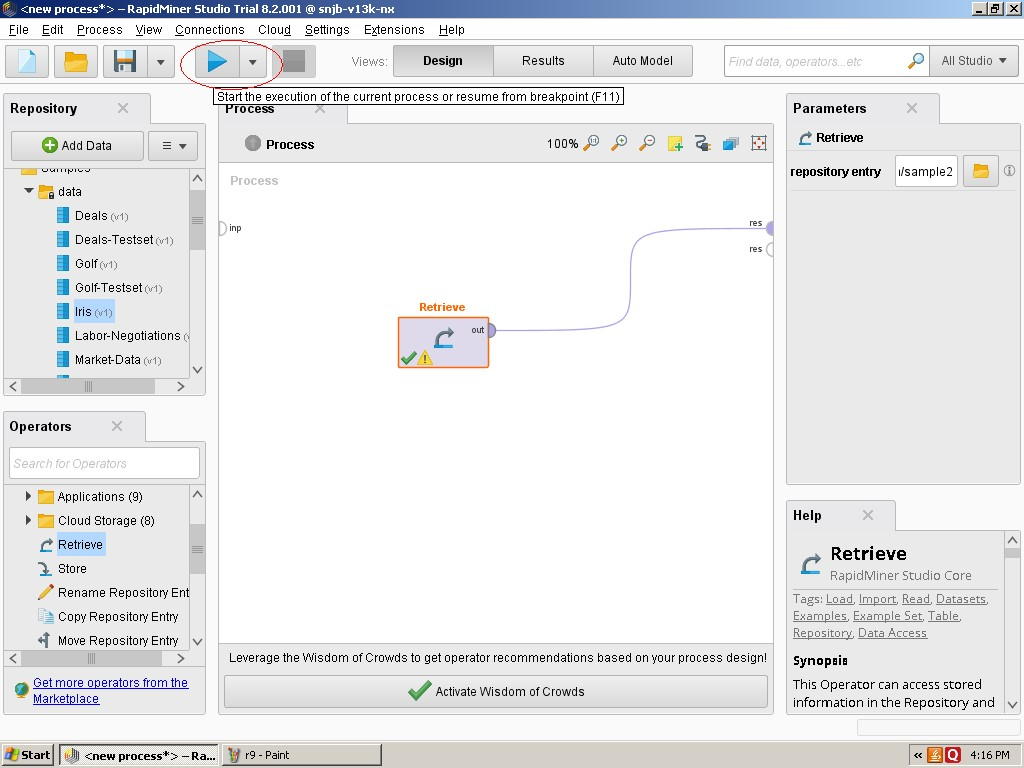 <new process*> – RapidMiner Studio Trial 8.2.001 @ snjb-v13k-nx
File Edit Process View Connections Cloud Settings Extensions Help
Views: Design Results Auto Model Find data, operators...etc All Studio
Start the execution of the current process or resume from breakpoint (F11)
Repository
Add Data
Samples
data
Deals (v1)
Deals-Testset (v1)
Golf (v1)
Golf-Testset (v1)
Iris (v1)
Labor-Negotiations (
Market-Data (v1)
Operators
Search for Operators
Applications (9)
Cloud Storage (8)
Retrieve
Store
Rename Repository Ent
Copy Repository Entry
Move Repository Entry
Get more operators from the
Marketplace
Process
Process 100%
Process
inp
res
res
Retrieve
out
Leverage the Wisdom of Crowds to get operator recommendations based on your process design!
Activate Wisdom of Crowds
Parameters
Retrieve
repository entry /sample2
Help
Retrieve
RapidMiner Studio Core
Tags: Load, Import, Read, Datasets,
Examples, Example Set, Table,
Repository, Data Access
Synopsis
This Operator can access stored
information in the Repository and
Start <new process*> – Ra... r9 - Paint « 4:16 PM